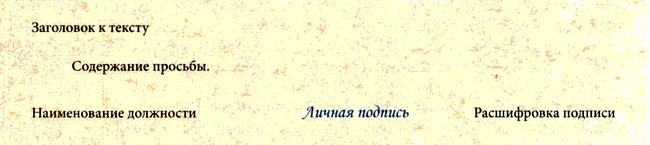 Заголовок к тексту
Содержание просьбы.
Наименование должности Личная подпись Расшифровка подписи